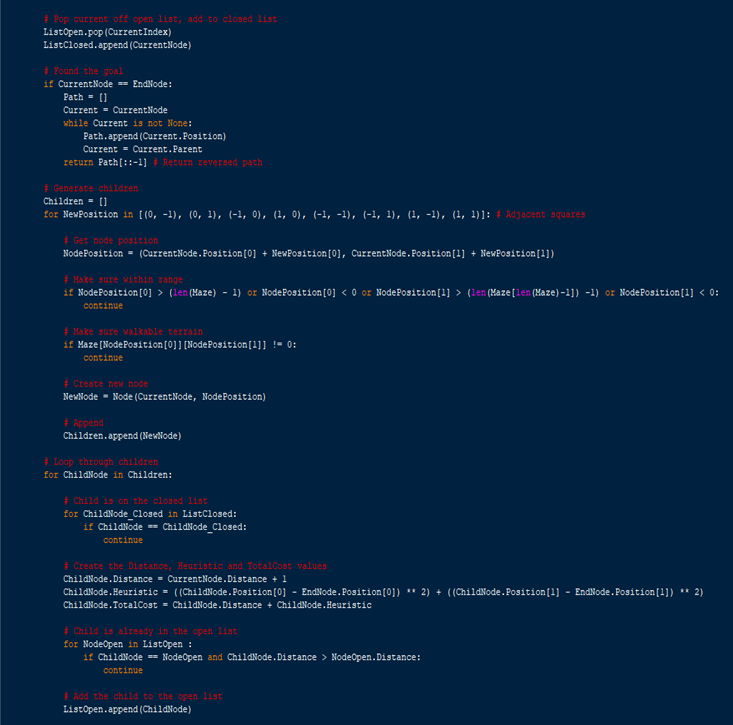 # Pop current off open list, add to closed list
ListOpen.pop(CurrentIndex)
ListClosed.append(CurrentNode)
# Found the goal
if CurrentNode == EndNode:
Path = []
Current = CurrentNode
while Current is not None:
Path.append(Current.Position)
Current = Current.Parent
return Path[::-1] # Return reversed path
# Generate children
Children = []
for NewPosition in [(0, -1), (0, 1), (-1, 0), (1, 0), (-1, -1), (-1, 1), (1, -1), (1, 1)]: # Adjacent squares
# Get node position
NodePosition = (CurrentNode.Position[0] + NewPosition[0], CurrentNode.Position[1] + NewPosition[1])
# Make sure within range
if NodePosition[0] > (len(Maze) - 1) or NodePosition[0] < 0 or NodePosition[1] > (len(Maze[len(Maze)-1]) -1) or NodePosition[1] < 0:
continue
# Make sure walkable terrain
if Maze[NodePosition[0]][NodePosition[1]] != 0:
continue
# Create new node
NewNode = Node(CurrentNode, NodePosition)
# Append
Children.append(NewNode)
# Loop through children
for ChildNode in Children:
# Child is on the closed list
for ChildNode_Closed in ListClosed:
if ChildNode == ChildNode_Closed:
continue
# Create the Distance, Heuristic and TotalCost values
ChildNode.Distance = CurrentNode.Distance + 1
ChildNode.Heuristic = ((ChildNode.Position[0] - EndNode.Position[0]) ** 2) + ((ChildNode.Position[1] - EndNode.Position[1]) ** 2)
ChildNode.TotalCost = ChildNode.Distance + ChildNode.Heuristic
# Child is already in the open list
for NodeOpen in ListOpen :
if ChildNode == NodeOpen and ChildNode.Distance > NodeOpen.Distance:
continue
# Add the child to the open list
ListOpen.append(ChildNode)